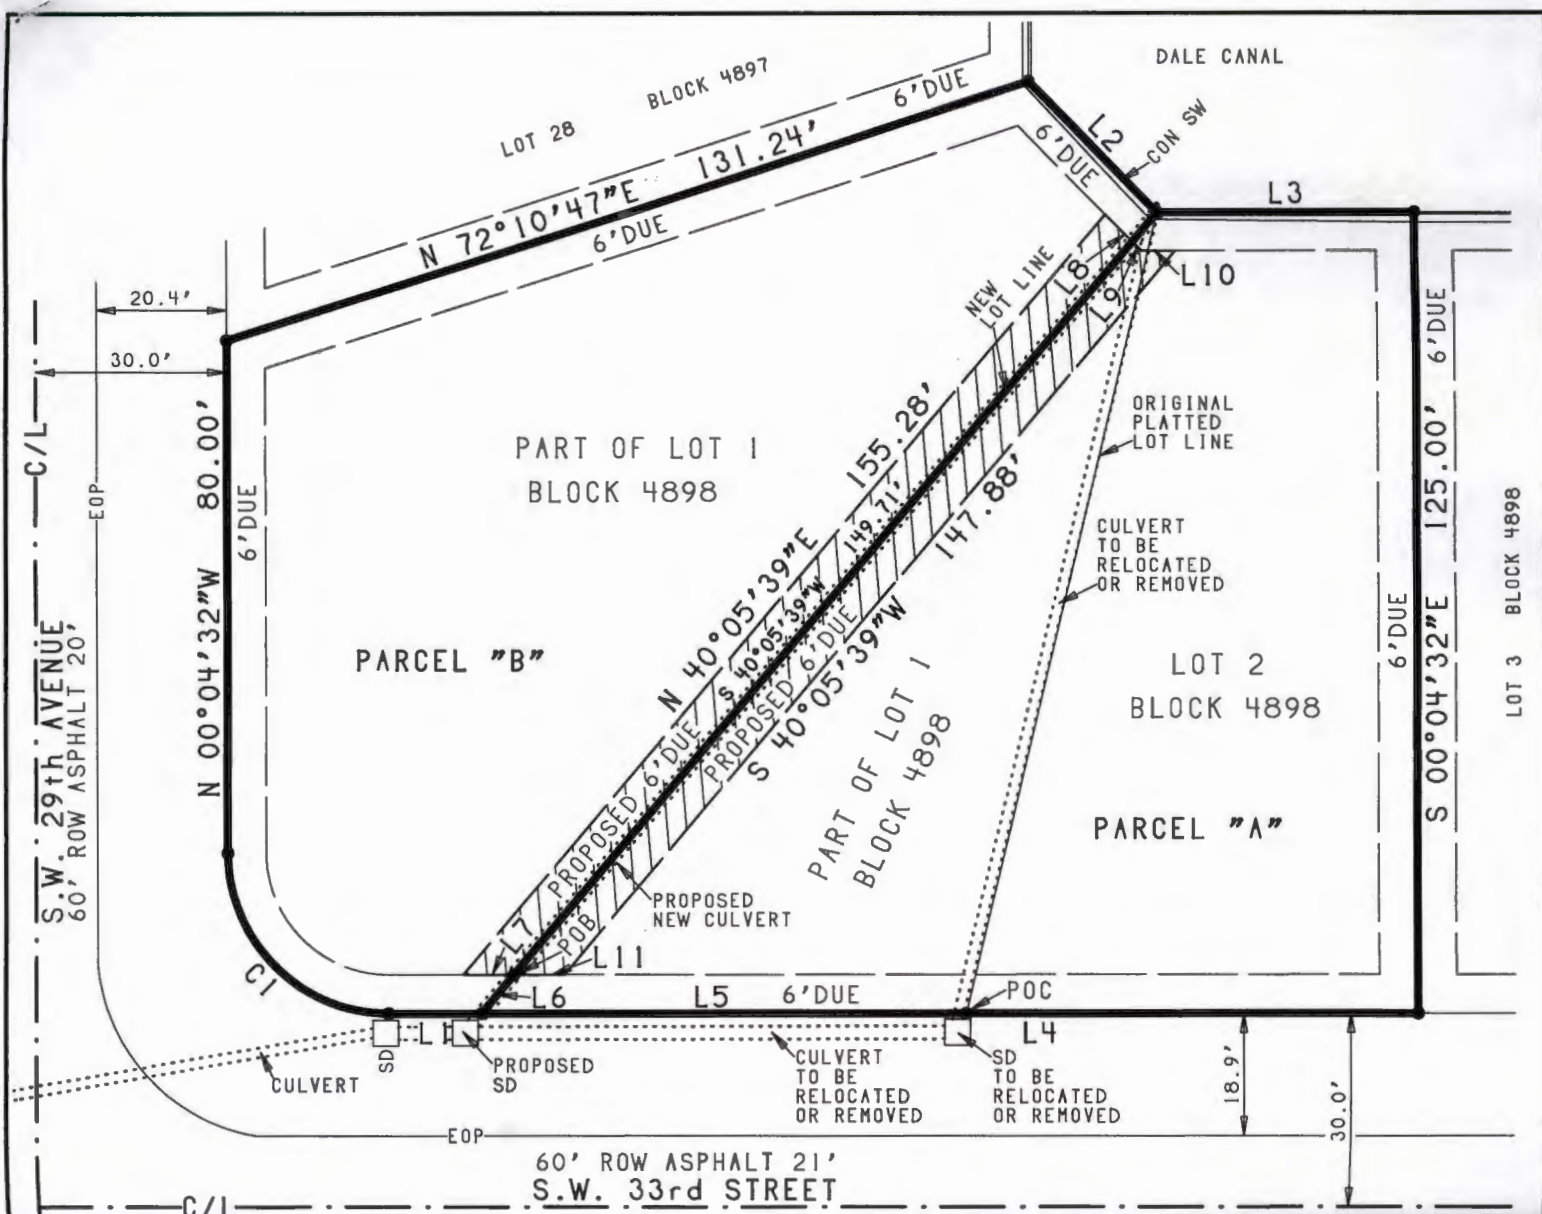 DALE CANAL
BLOCK 4897
LOT 28
6'DUE
L2
CON SW
6'DUE
N 72°10'47"E 131.24'
6'DUE
L3
L8
L9
L10
NEW
LOT LINE
20.4'
30.0'
C/L
EOP
N 00°04'32"W 80.00'
6'DUE
PART OF LOT 1
BLOCK 4898
PARCEL "B"
N 40°05'39"E 155.28'
S 40°05'39"W 149.71'
S 40°05'39"W 147.88'
PROPOSED 6'DUE
PROPOSED 6'DUE
ORIGINAL
PLATTED
LOT LINE
CULVERT
TO BE
RELOCATED
OR REMOVED
6'DUE
S 00°04'32"E 125.00'
6'DUE
LOT 3 BLOCK 4898
LOT 2
BLOCK 4898
PARCEL "A"
PART OF LOT 1
BLOCK 4898
S.W. 29th AVENUE
60' ROW ASPHALT 20'
PROPOSED
NEW CULVERT
L7
POB
L11
C1
L6
L5
6'DUE
POC
L1
L4
SD
CULVERT
PROPOSED
SD
CULVERT
TO BE
RELOCATED
OR REMOVED
SD
TO BE
RELOCATED
OR REMOVED
18.9'
30.0'
EOP
60' ROW ASPHALT 21'
S.W. 33rd STREET
C/L